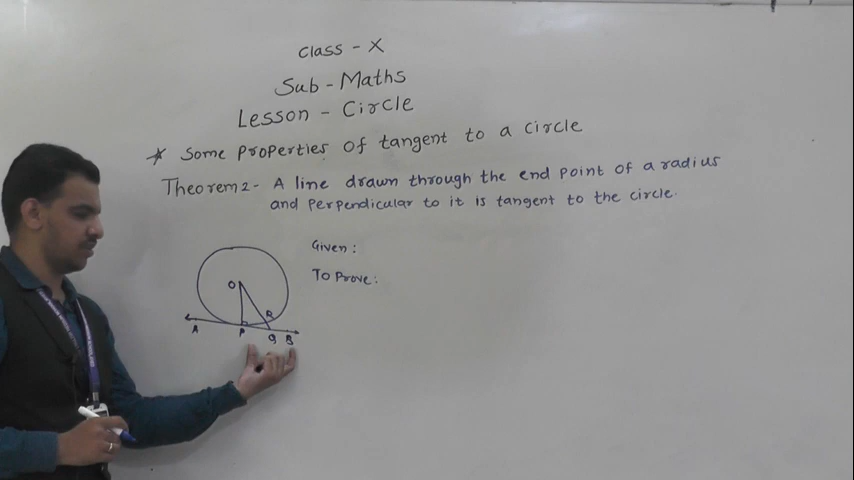 Class - X
Sub - Maths
Lesson - Circle
* Some properties of tangent to a circle
Theorem 2 - A line drawn through the end point of a radius
and perpendicular to it is tangent to the circle.
Given :
To Prove :
O
R
A P Q B